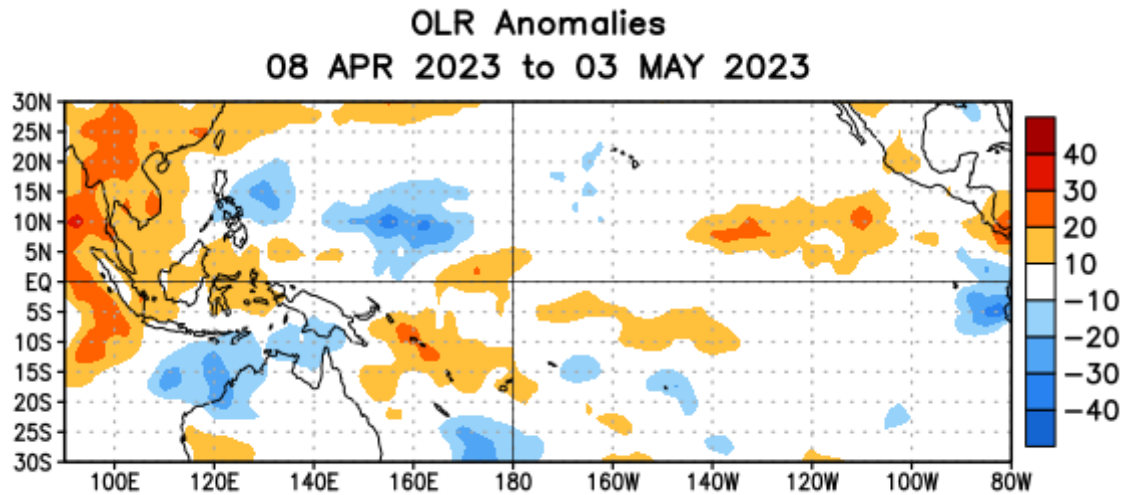 OLR Anomalies
08 APR 2023 to 03 MAY 2023
30N
25N
20N
15N
10N
5N
EQ
5S
10S
15S
20S
25S
30S
100E 120E 140E 160E 180 160W 140W 120W 100W 80W
40
30
20
10
-10
-20
-30
-40